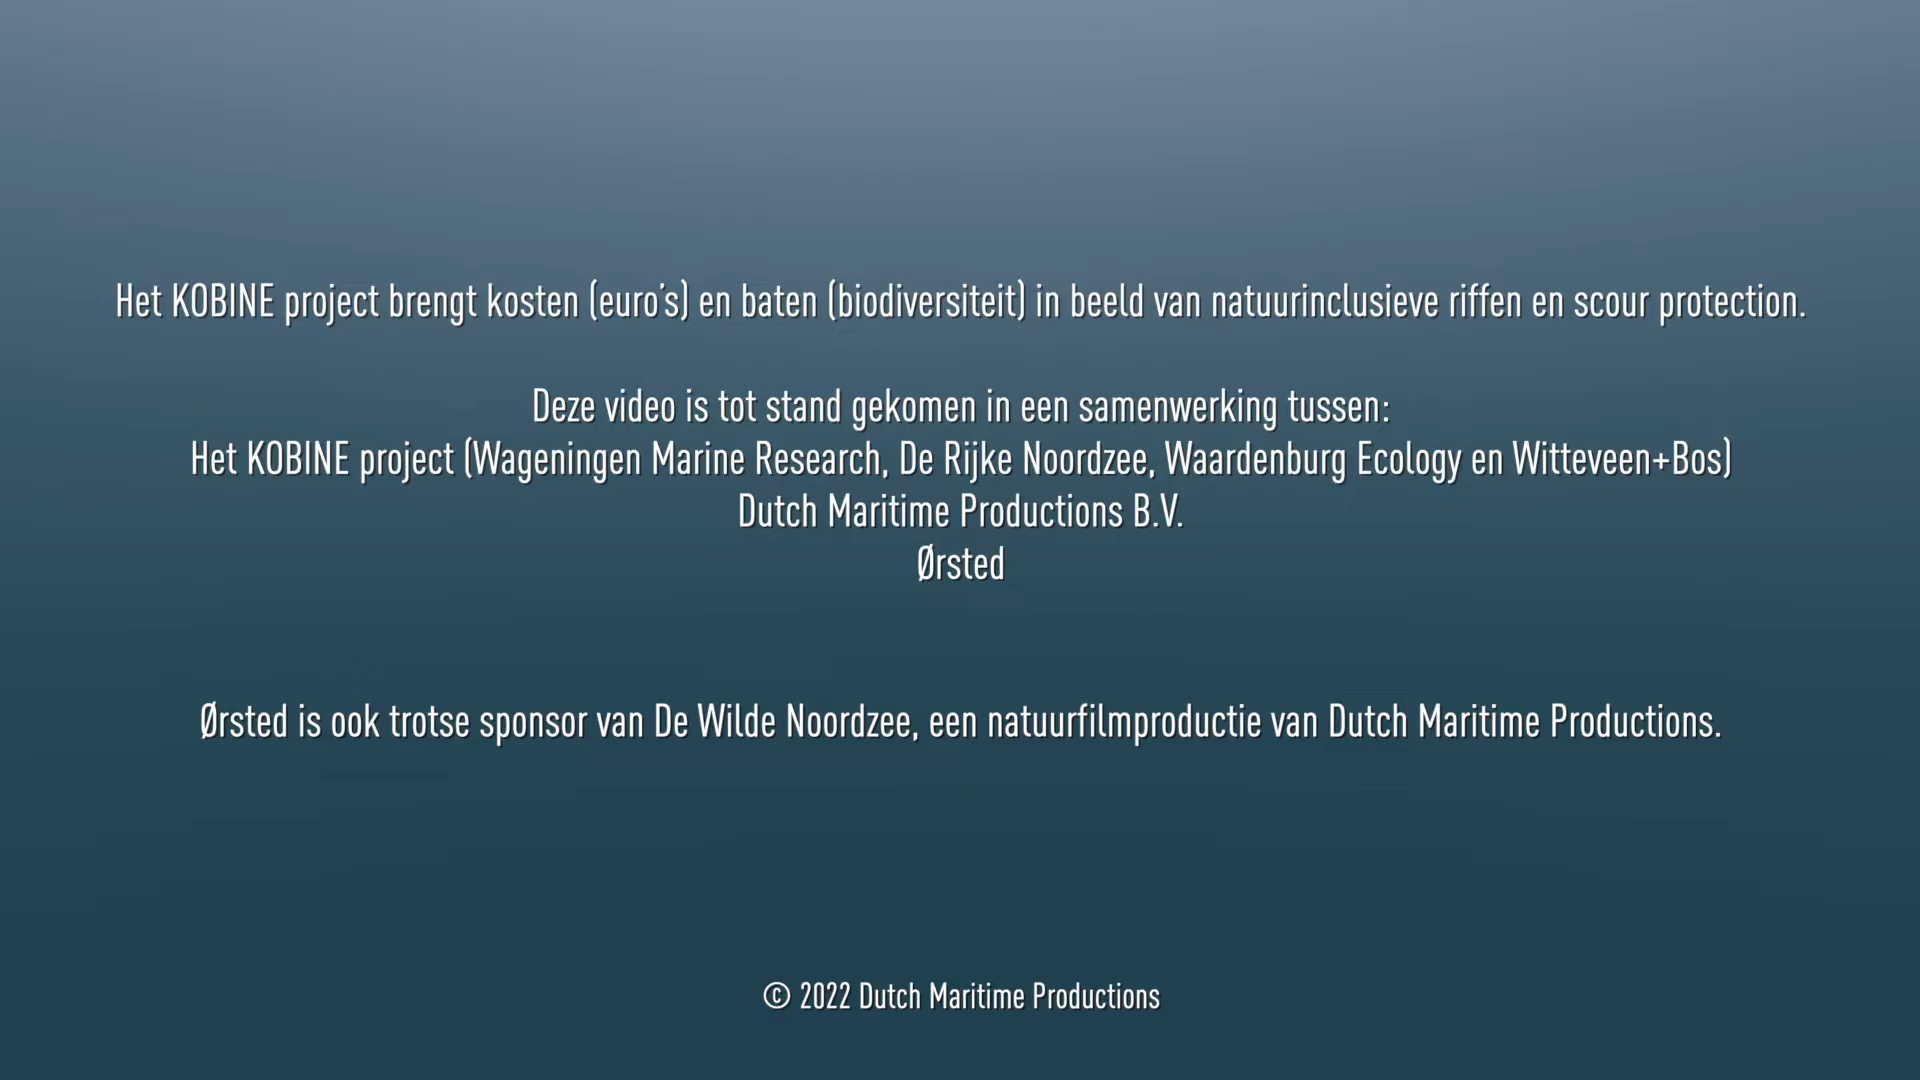 Het KOBINE project brengt kosten (euro's) en baten (biodiversiteit) in beeld van natuurinclusieve riffen en scour protection.
Deze video is tot stand gekomen in een samenwerking tussen:
Het KOBINE project (Wageningen Marine Research, De Rijke Noordzee, Waardenburg Ecology en Witteveen+Bos)
Dutch Maritime Productions B.V.
Ørsted
Ørsted is ook trotse sponsor van De Wilde Noordzee, een natuurfilmproductie van Dutch Maritime Productions.
© 2022 Dutch Maritime Productions